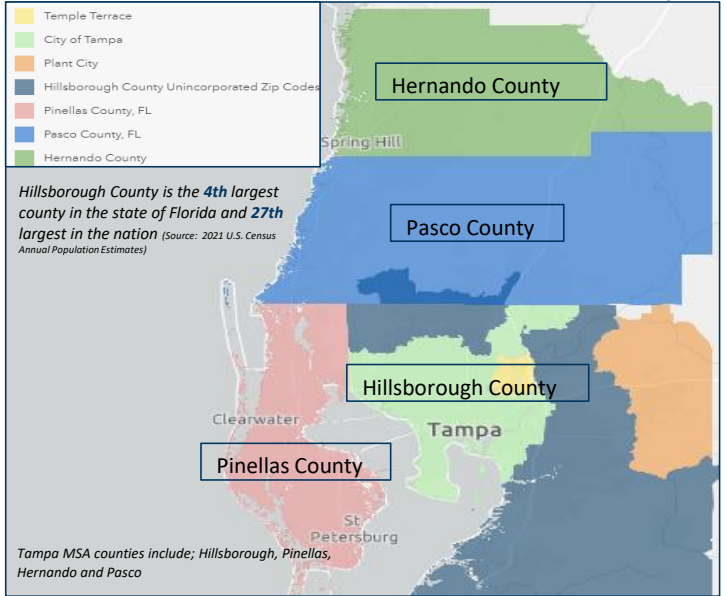 Temple Terrace
City of Tampa
Plant City
Hillsborough County Unincorporated Zip Codes
Pinellas County, FL
Pasco County, FL
Hernando County
Hernando County
Spring Hill
Hillsborough County is the 4th largest
county in the state of Florida and 27th
largest in the nation (Source: 2021 U.S. Census
Annual Population Estimates)
Pasco County
Hillsborough County
Clearwater
Tampa
Pinellas County
St
Petersburg
Tampa MSA counties include; Hillsborough, Pinellas,
Hernando and Pasco